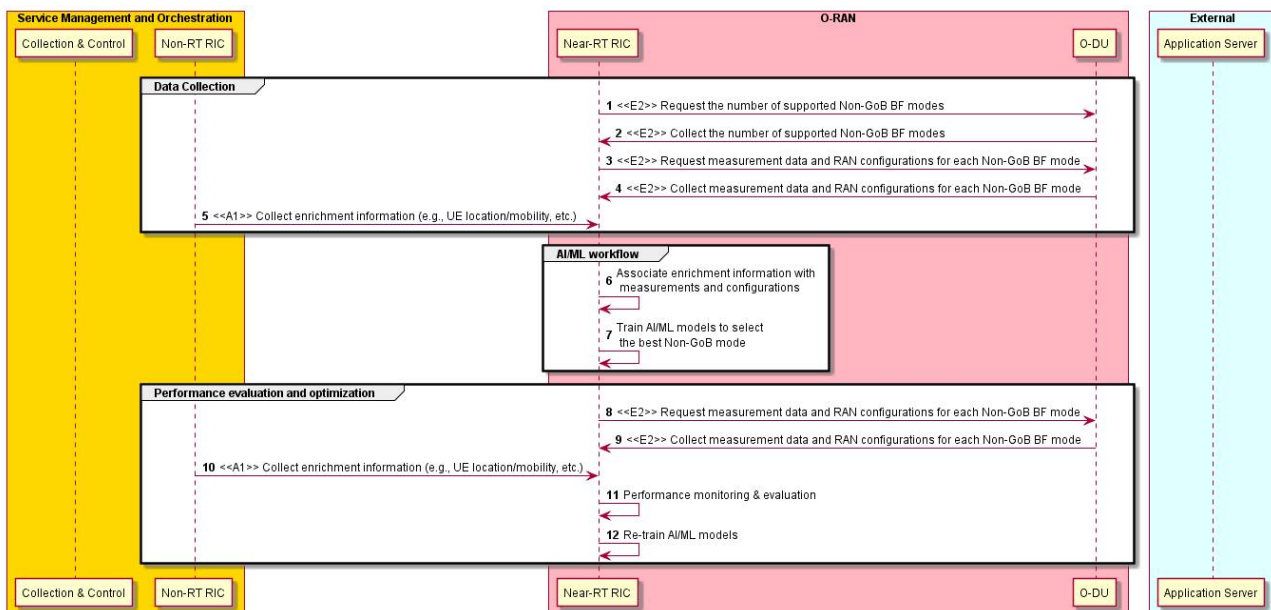 Service Management and Orchestration
O-RAN
External
Collection & Control
Non-RT RIC
Near-RT RIC
O-DU
Application Server
Data Collection
1 <<E2>> Request the number of supported Non-GoB BF modes
2 <<E2>> Collect the number of supported Non-GoB BF modes
3 <<E2>> Request measurement data and RAN configurations for each Non-GoB BF mode
4 <<E2>> Collect measurement data and RAN configurations for each Non-GoB BF mode
5 <<A1>> Collect enrichment information (e.g., UE location/mobility, etc.)
AI/ML workflow
6 Associate enrichment information with
measurements and configurations
7 Train AI/ML models to select
the best Non-GoB mode
Performance evaluation and optimization
8 <<E2>> Request measurement data and RAN configurations for each Non-GoB BF mode
9 <<E2>> Collect measurement data and RAN configurations for each Non-GoB BF mode
10 <<A1>> Collect enrichment information (e.g., UE location/mobility, etc.)
11 Performance monitoring & evaluation
12 Re-train AI/ML models
Collection & Control
Non-RT RIC
Near-RT RIC
O-DU
Application Server